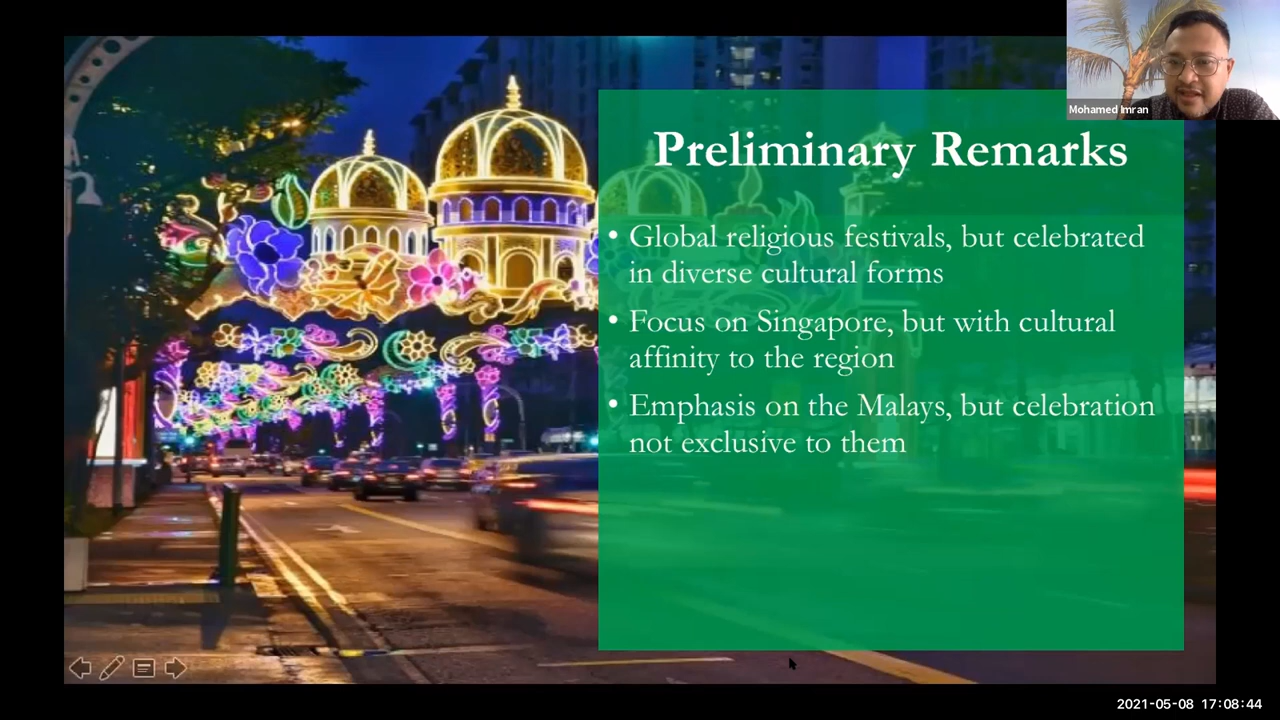 Mohamed Imran
Preliminary Remarks
• Global religious festivals, but celebrated
in diverse cultural forms
• Focus on Singapore, but with cultural
affinity to the region
• Emphasis on the Malays, but celebration
not exclusive to them
2021-05-08 17:08:44